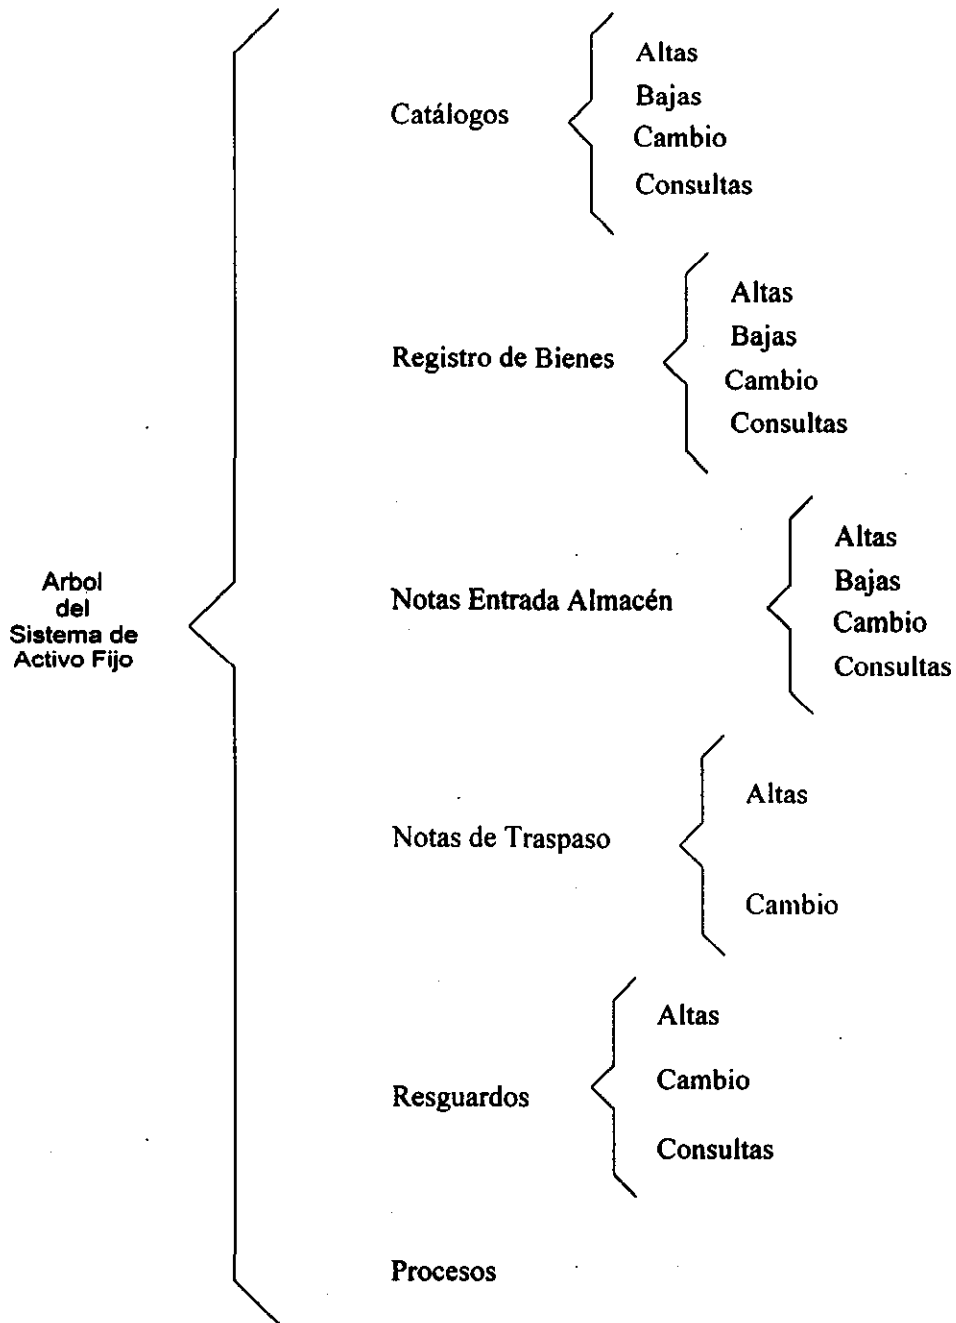 Arbol
del
Sistema de
Activo Fijo
Catálogos
Altas
Bajas
Cambio
Consultas
Registro de Bienes
Altas
Bajas
Cambio
Consultas
Notas Entrada Almacén
Altas
Bajas
Cambio
Consultas
Notas de Traspaso
Altas
Cambio
Resguardos
Altas
Cambio
Consultas
Procesos